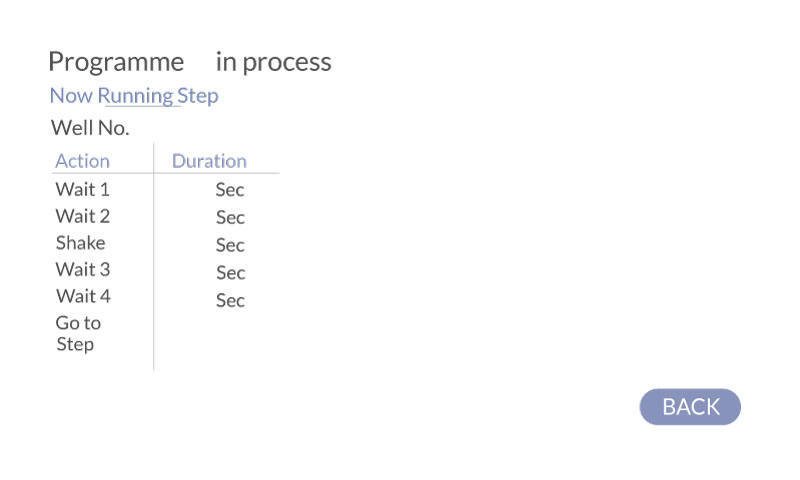 Programme in process
Now Running Step
Well No.
Action Duration
Wait 1 Sec
Wait 2 Sec
Shake Sec
Wait 3 Sec
Wait 4 Sec
Go to
Step
BACK